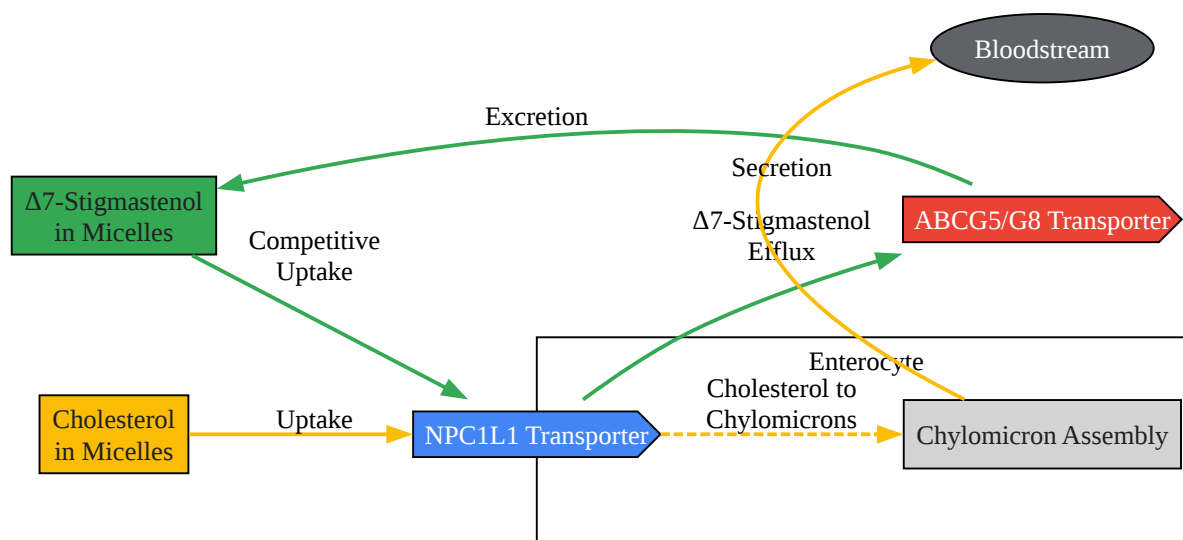 Bloodstream
Excretion
Secretion
Δ7-Stigmastenol
in Micelles
Δ7-Stigmastenol
Efflux
ABCG5/G8 Transporter
Competitive
Uptake
Enterocyte
Cholesterol to
Chylomicrons
Cholesterol
in Micelles
Uptake
NPC1L1 Transporter
Chylomicron Assembly